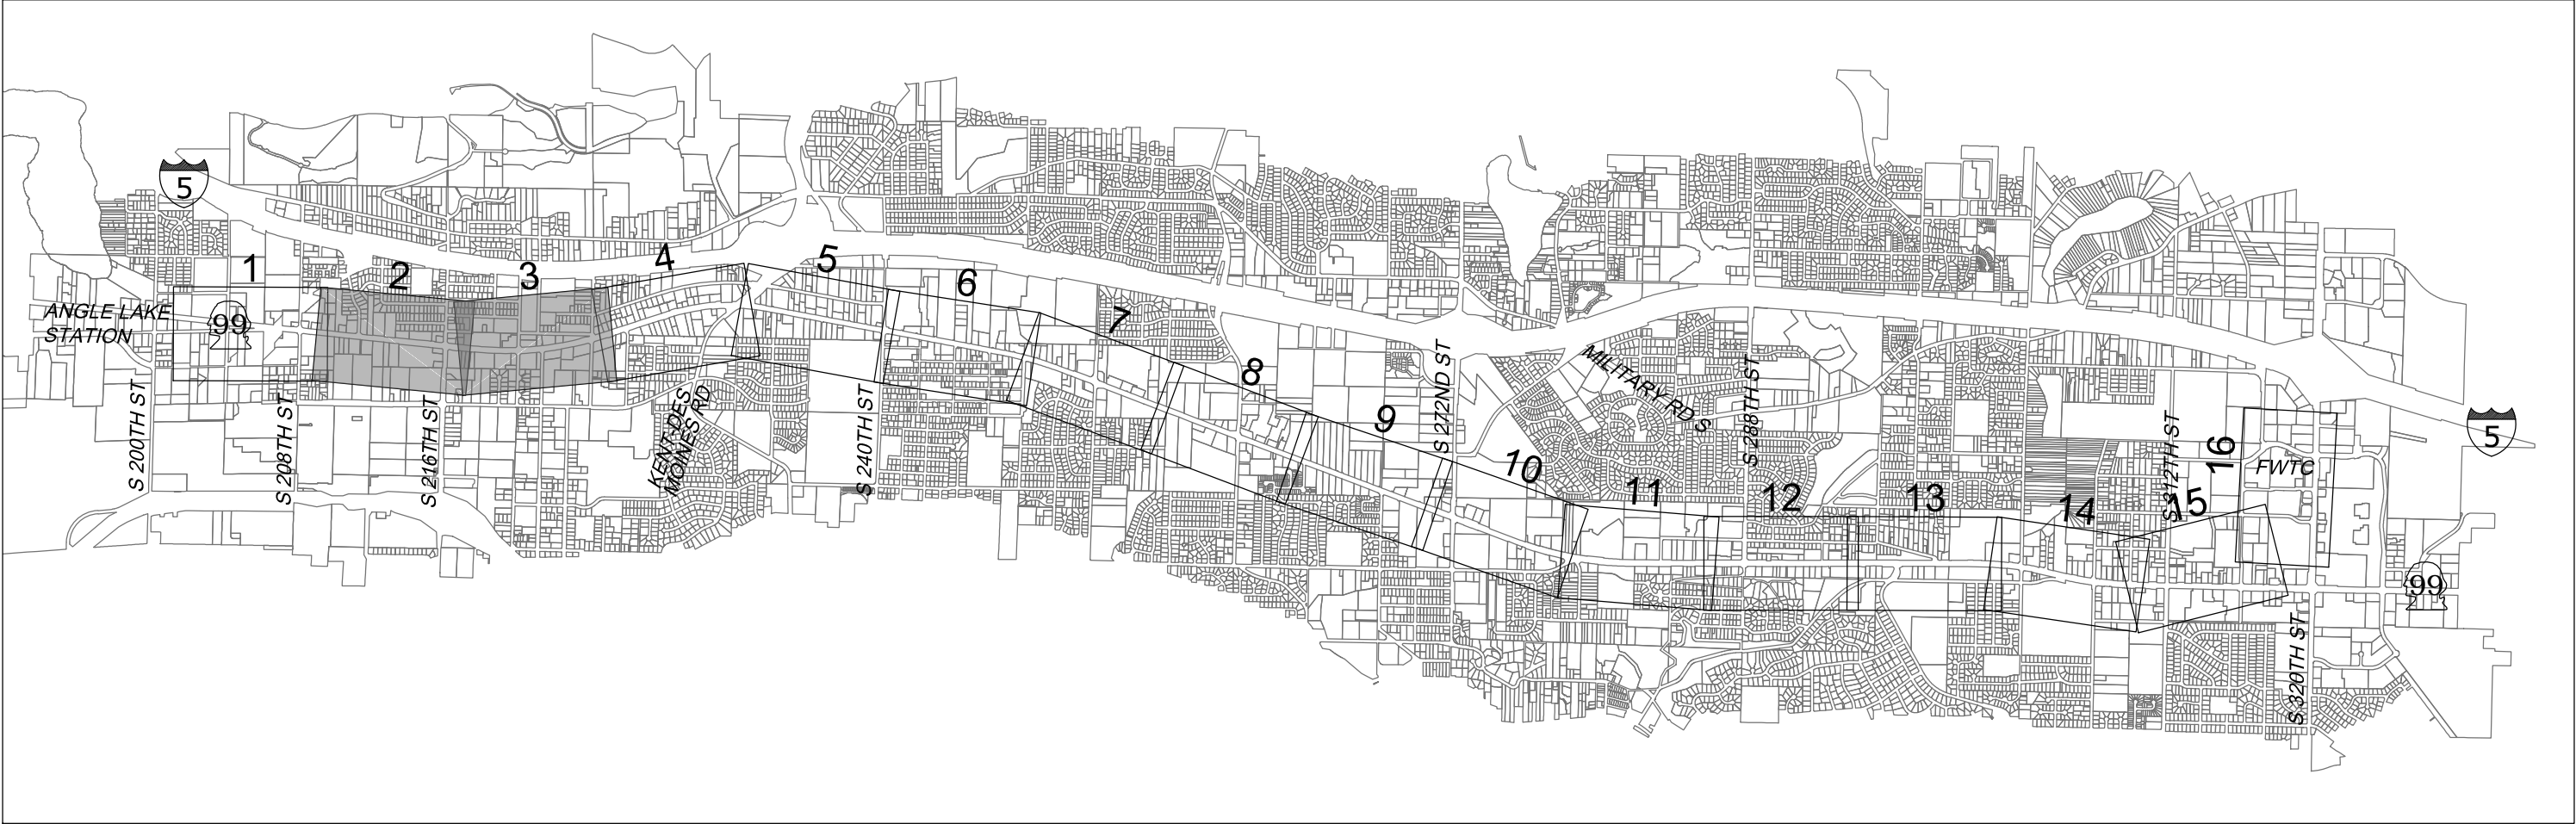 5
1
2
3
4
5
6
7
8
9
10
11
12
13
14
15
16
ANGLE LAKE
STATION
99
S 200TH ST
S 208TH ST
S 216TH ST
KENT-DES
MOINES RD
S 240TH ST
S 272ND ST
MILITARY RD S
S 288TH ST
S 312TH ST
FWTC
5
99
S 320TH ST